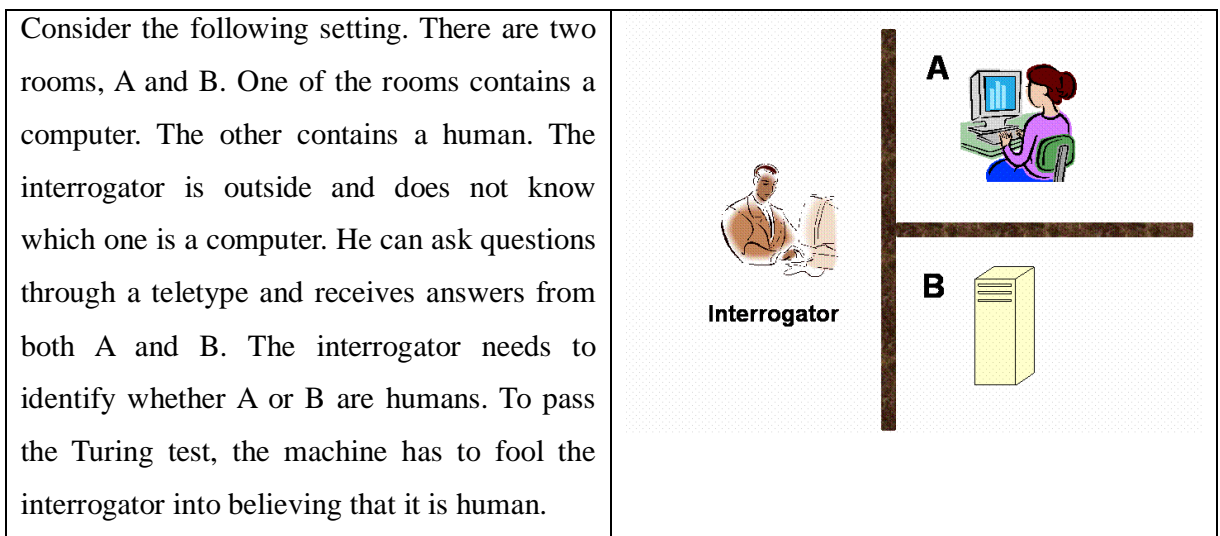 Consider the following setting. There are two
rooms, A and B. One of the rooms contains a
computer. The other contains a human. The
interrogator is outside and does not know
which one is a computer. He can ask questions
through a teletype and receives answers from
both A and B. The interrogator needs to
identify whether A or B are humans. To pass
the Turing test, the machine has to fool the
interrogator into believing that it is human.
A
B
Interrogator